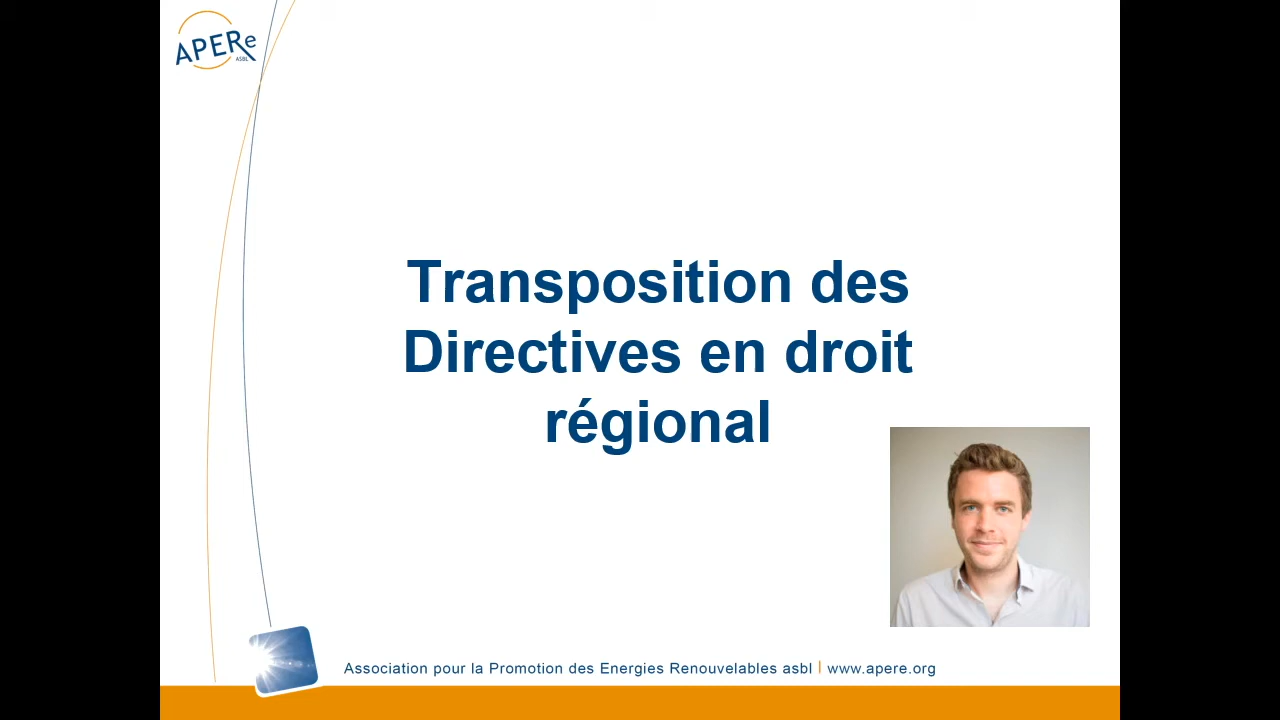 APERe
ASBL
Transposition des
Directives en droit
régional
Association pour la Promotion des Energies Renouvelables asbl | www.apere.org